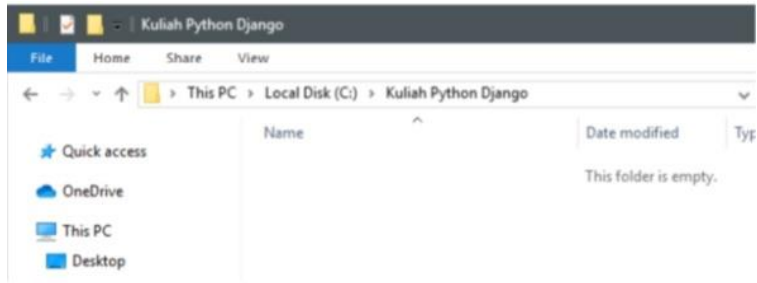 Kuliah Python Django
File Home Share View
This PC > Local Disk (C:) > Kuliah Python Django
Name Date modified Typ
This folder is empty.
Quick access
OneDrive
This PC
Desktop